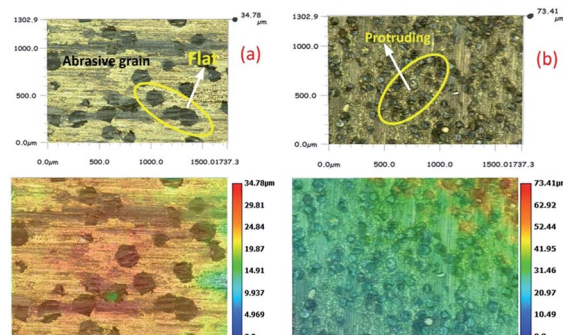 1302.9
34.78
µm
(a)
µm
1000.0
Abrasive grain
Flat
500.0
0.0µm
0.0µm 500.0 1000.0 1500.01737.3
1302.9
73.41
µm
(b)
µm
1000.0
Protruding
500.0
0.0µm
0.0µm 500.0 1000.0 1500.01737.3
34.78µm
29.81
24.84
19.87
14.91
9.937
4.969
73.41µm
62.92
52.44
41.95
31.46
20.97
10.49